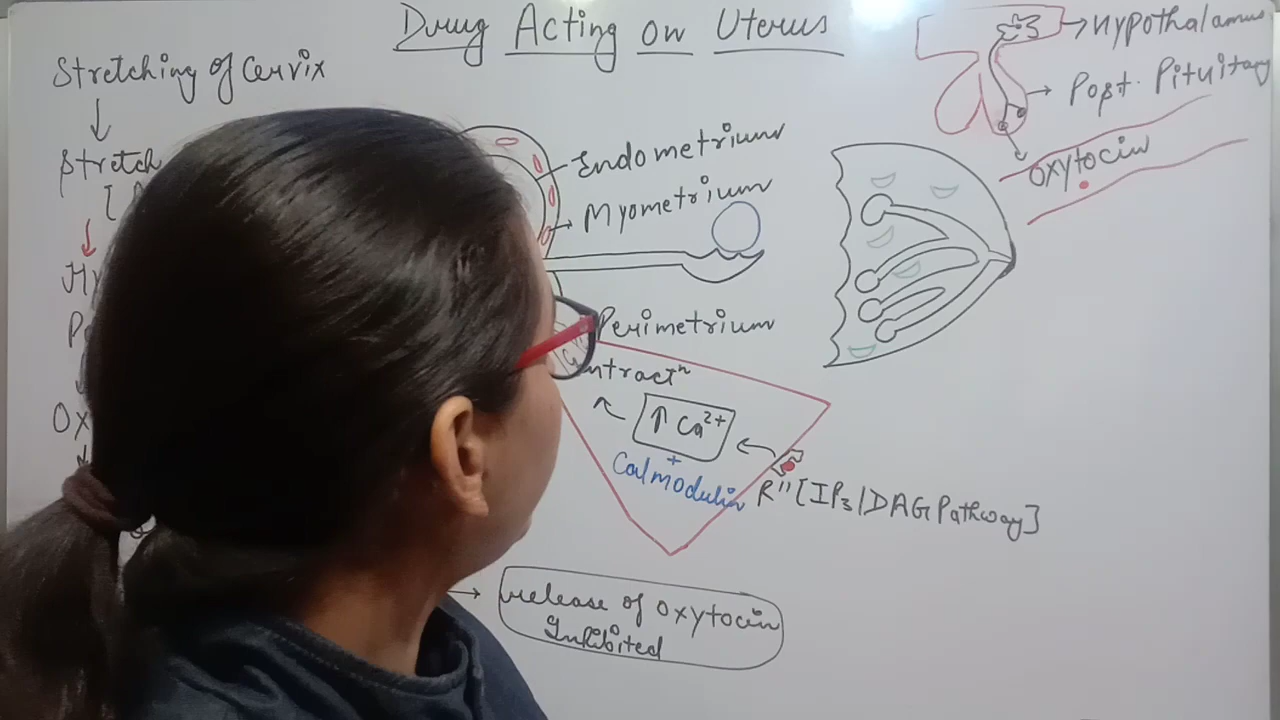 Drug Acting on Uterus
Stretching of Cervix
Stretch
Endometrium
Myometrium
Perimetrium
↑ Ca²⁺
+
Calmodulin
R" [IP₃/DAG Pathway]
release of oxytocin
Inhibited
Hypothalamus
Post. Pituitary
Oxytocin